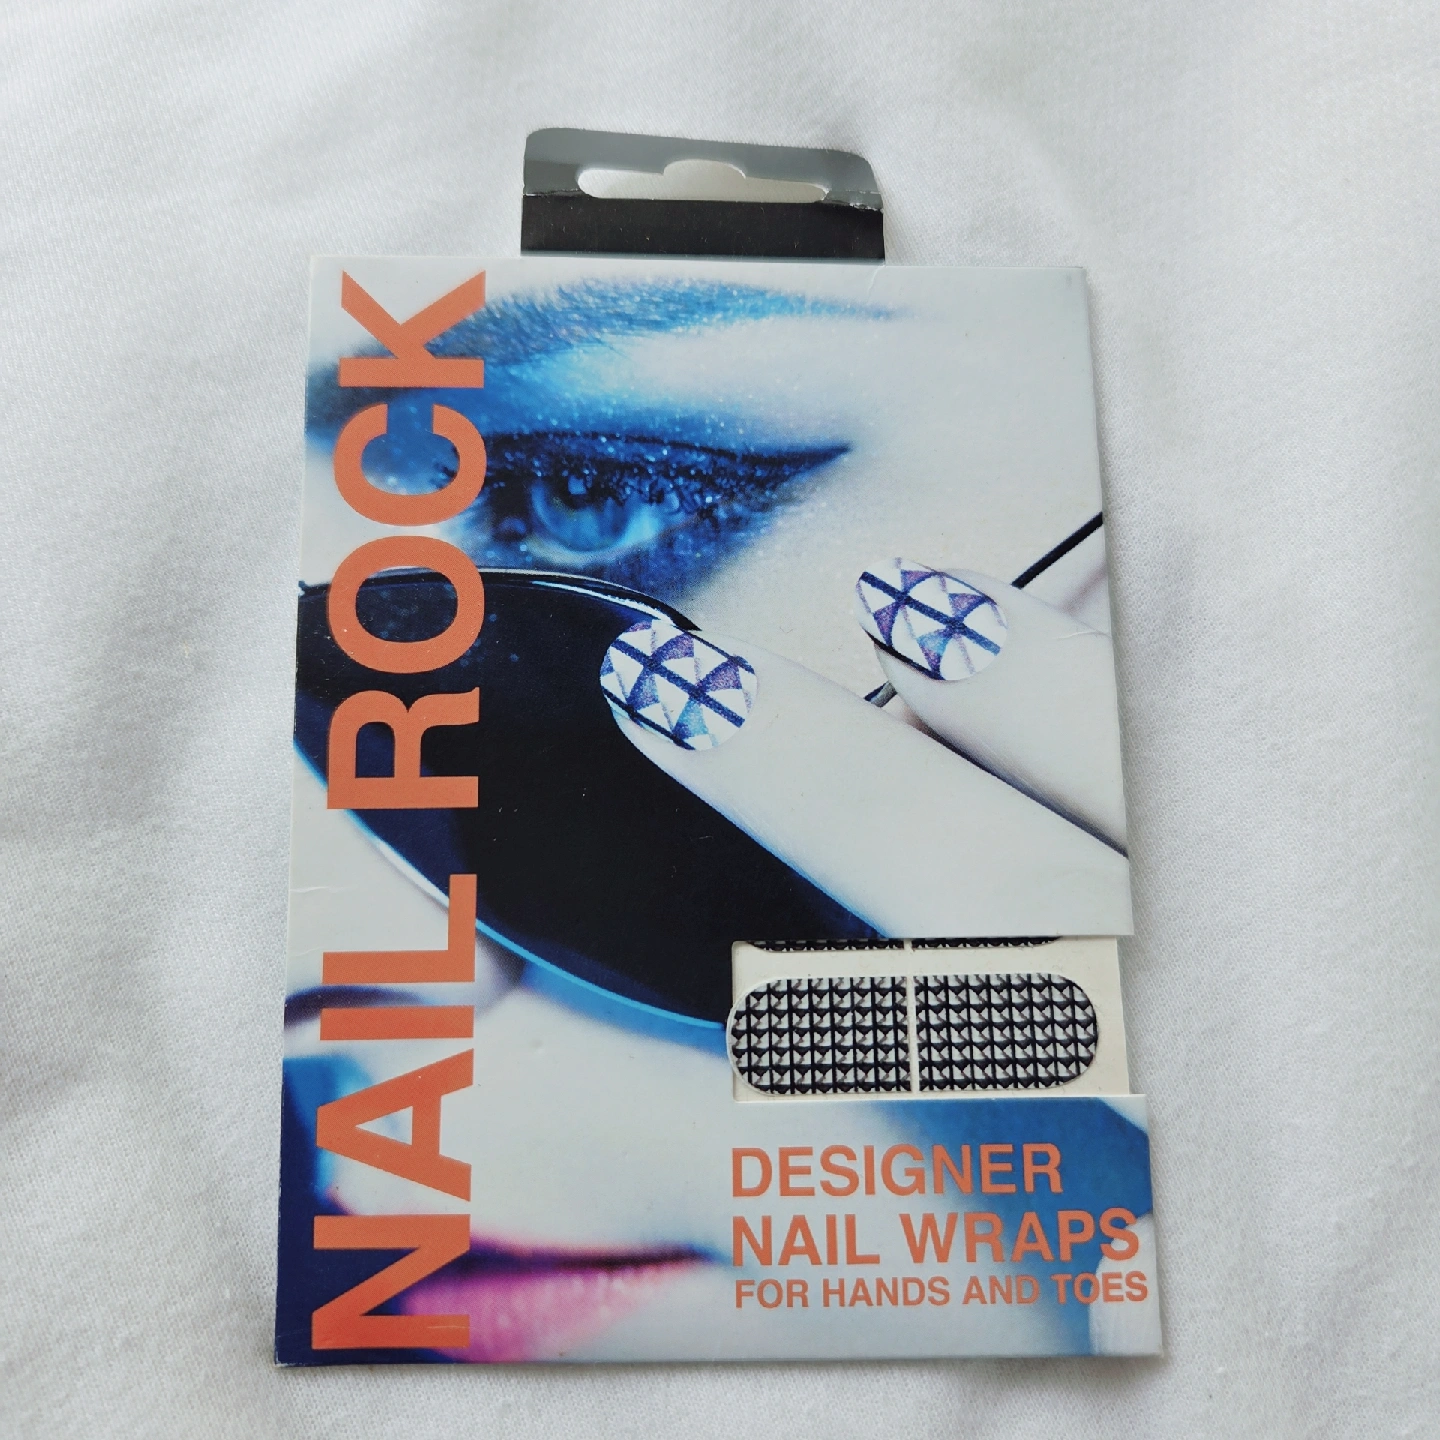 NAIL ROCK
DESIGNER
NAIL WRAPS
FOR HANDS AND TOES